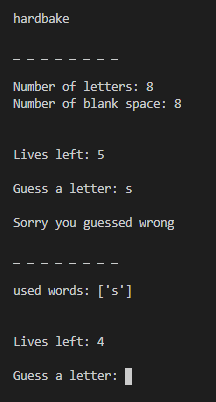 hardbake
_ _ _ _ _ _ _ _
Number of letters: 8
Number of blank space: 8
Lives left: 5
Guess a letter: s
Sorry you guessed wrong
_ _ _ _ _ _ _ _
used words: ['s']
Lives left: 4
Guess a letter: